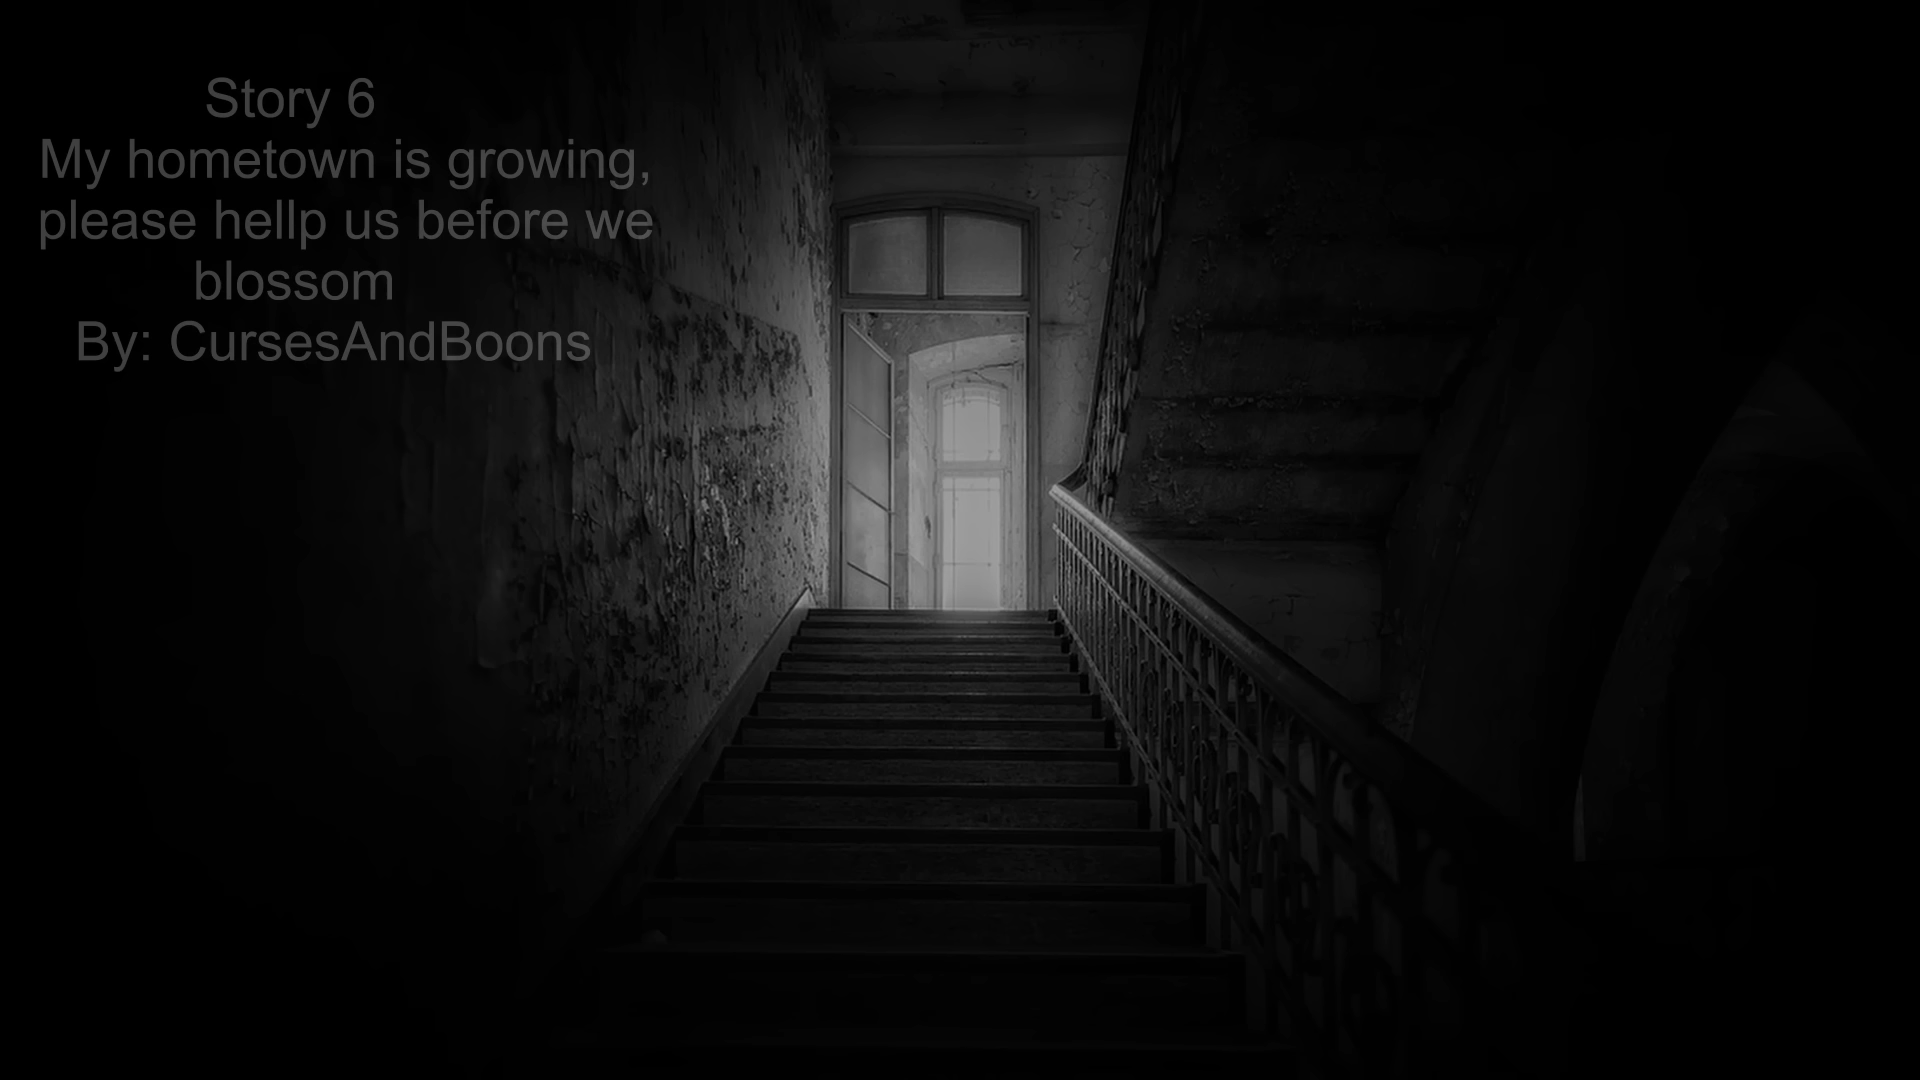 Story 6
My hometown is growing,
please hellp us before we
blossom
By: CursesAndBoons